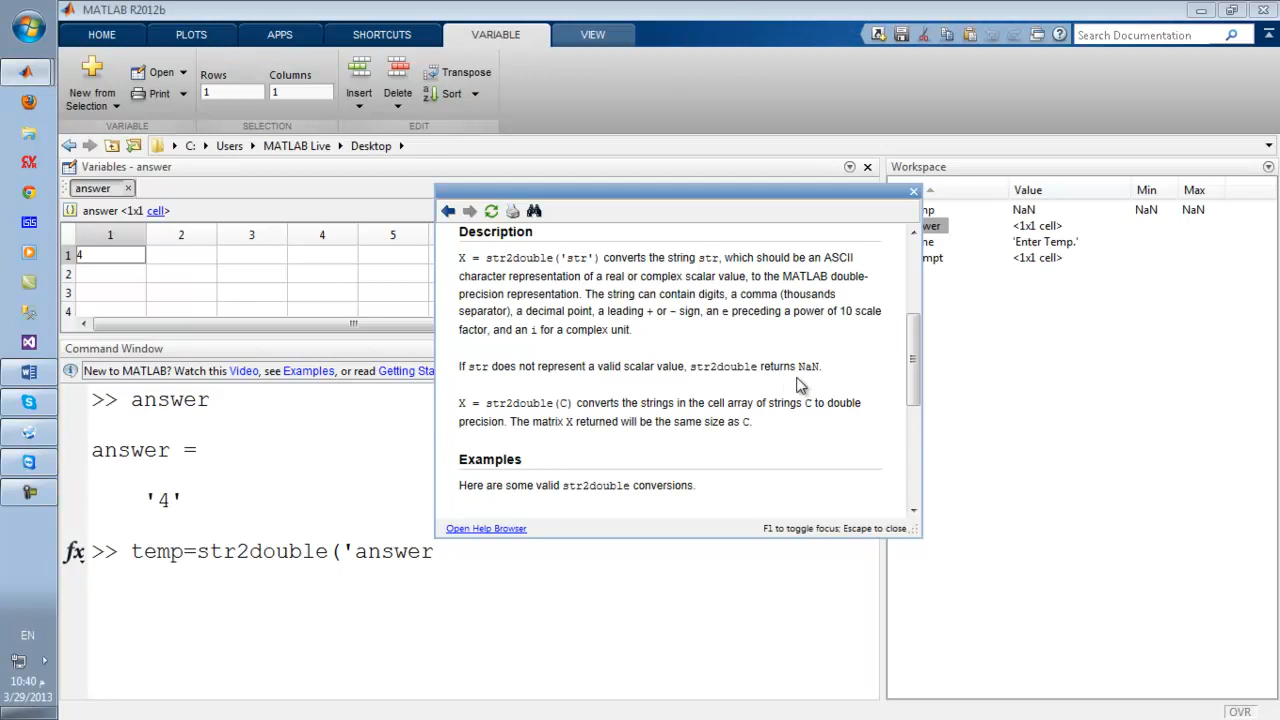 MATLAB R2012b
HOME PLOTS APPS SHORTCUTS VARIABLE VIEW
Search Documentation
New from
Selection
Open
Print
Rows
1
Columns
1
Insert
Delete
Transpose
Sort
VARIABLE SELECTION EDIT
C: Users MATLAB Live Desktop
Variables - answer
answer
answer <1x1 cell>
1 2 3 4 5
1 4
2
3
4
Command Window
New to MATLAB? Watch this Video, see Examples, or read Getting Sta
>> answer
answer =
'4'
fx >> temp=str2double('answer
Description
X = str2double('str') converts the string str, which should be an ASCII
character representation of a real or complex scalar value, to the MATLAB double-
precision representation. The string can contain digits, a comma (thousands
separator), a decimal point, a leading + or - sign, an e preceding a power of 10 scale
factor, and an i for a complex unit.
If str does not represent a valid scalar value, str2double returns NaN.
X = str2double(C) converts the strings in the cell array of strings C to double
precision. The matrix X returned will be the same size as C.
Examples
Here are some valid str2double conversions.
Open Help Browser
F1 to toggle focus; Escape to close
Workspace
Value Min Max
mp NaN NaN NaN
wer <1x1 cell>
ne 'Enter Temp.'
mpt <1x1 cell>
EN
10:40 م
3/29/2013
OVR